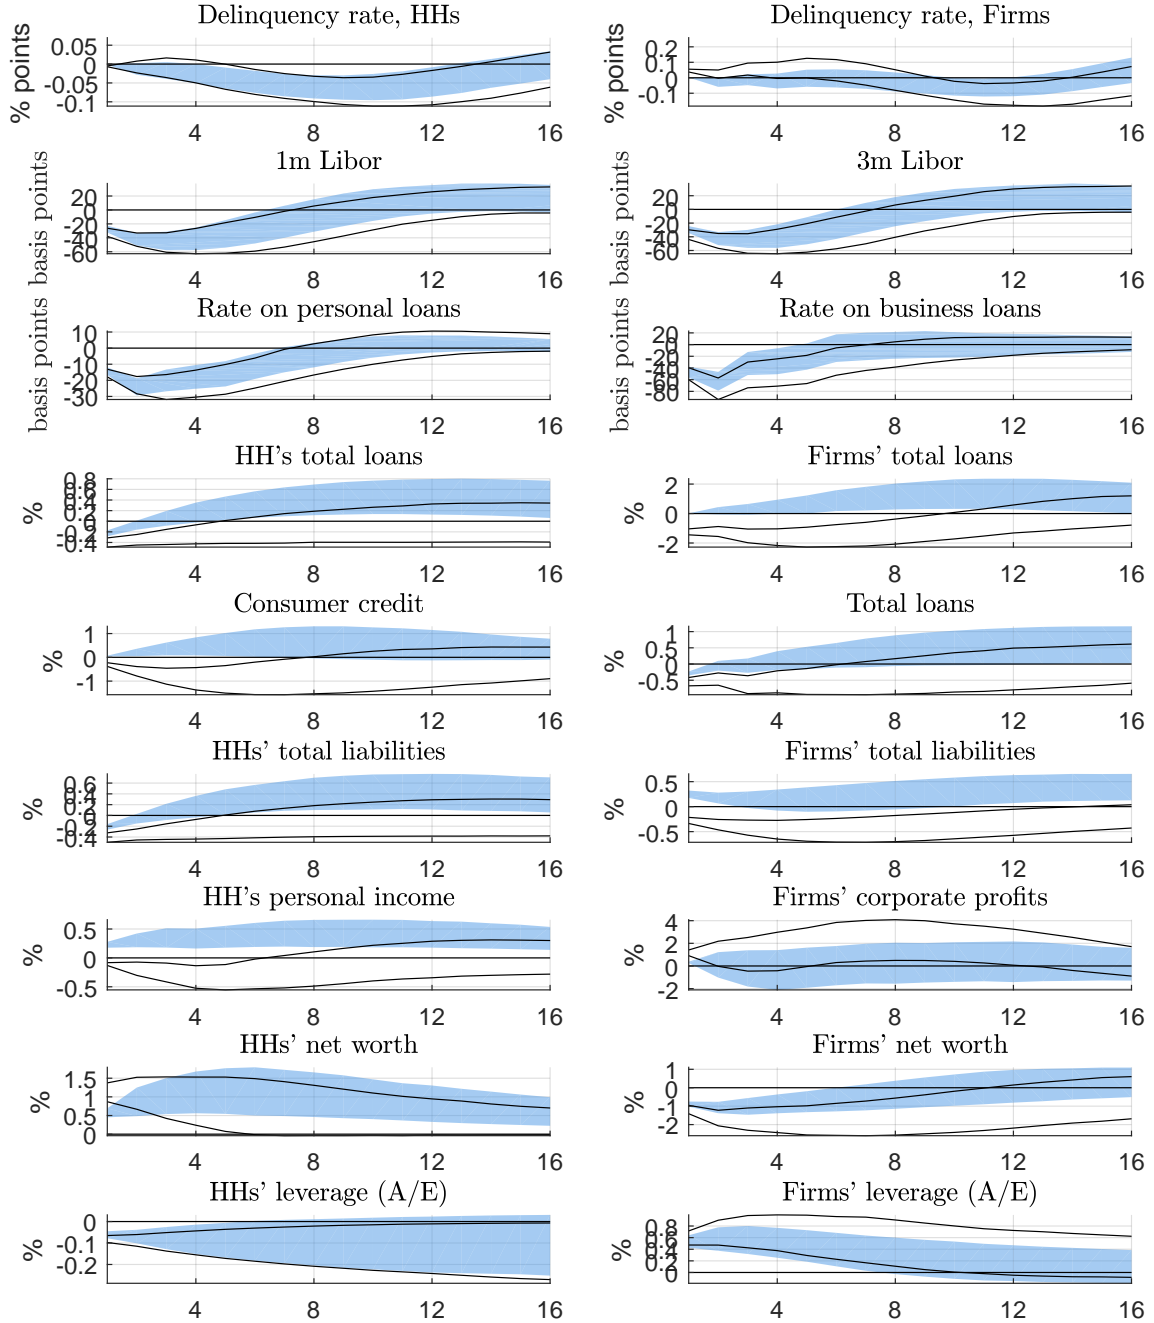 Delinquency rate, HHs
% points
0.05
0
-0.05
-0.1
4 8 12 16
Delinquency rate, Firms
% points
0.2
0.1
0
-0.1
4 8 12 16
1m Libor
basis points
20
0
-20
-40
-60
4 8 12 16
3m Libor
basis points
20
0
-20
-40
-60
4 8 12 16
Rate on personal loans
basis points
10
0
-10
-20
-30
4 8 12 16
Rate on business loans
basis points
20
0
-20
-40
-60
-80
4 8 12 16
HH's total loans
%
0.8
0.6
0.4
0.2
0
-0.2
-0.4
4 8 12 16
Firms' total loans
%
2
0
-2
4 8 12 16
Consumer credit
%
1
0
-1
4 8 12 16
Total loans
%
1
0.5
0
-0.5
4 8 12 16
HHs' total liabilities
%
0.6
0.4
0.2
0
-0.2
-0.4
4 8 12 16
Firms' total liabilities
%
0.5
0
-0.5
4 8 12 16
HH's personal income
%
0.5
0
-0.5
4 8 12 16
Firms' corporate profits
%
4
2
0
-2
4 8 12 16
HHs' net worth
%
1.5
1
0.5
0
4 8 12 16
Firms' net worth
%
1
0
-1
-2
4 8 12 16
HHs' leverage (A/E)
%
0
-0.1
-0.2
4 8 12 16
Firms' leverage (A/E)
%
0.8
0.6
0.4
0.2
0
4 8 12 16